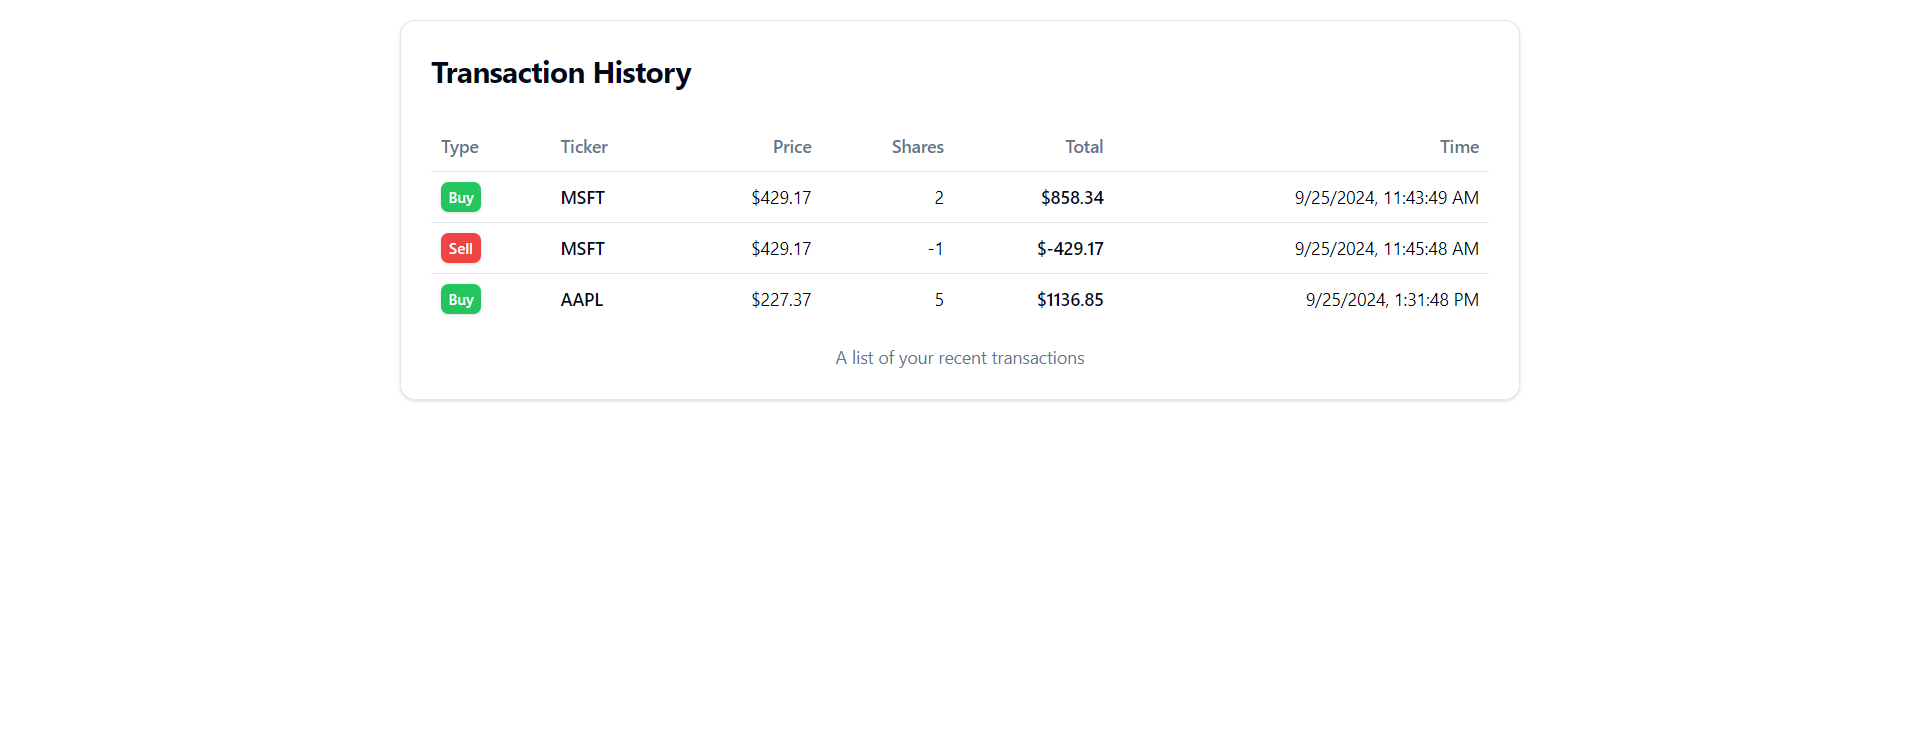 Transaction History
Type Ticker Price Shares Total Time
Buy MSFT $429.17 2 $858.34 9/25/2024, 11:43:49 AM
Sell MSFT $429.17 -1 $-429.17 9/25/2024, 11:45:48 AM
Buy AAPL $227.37 5 $1136.85 9/25/2024, 1:31:48 PM
A list of your recent transactions